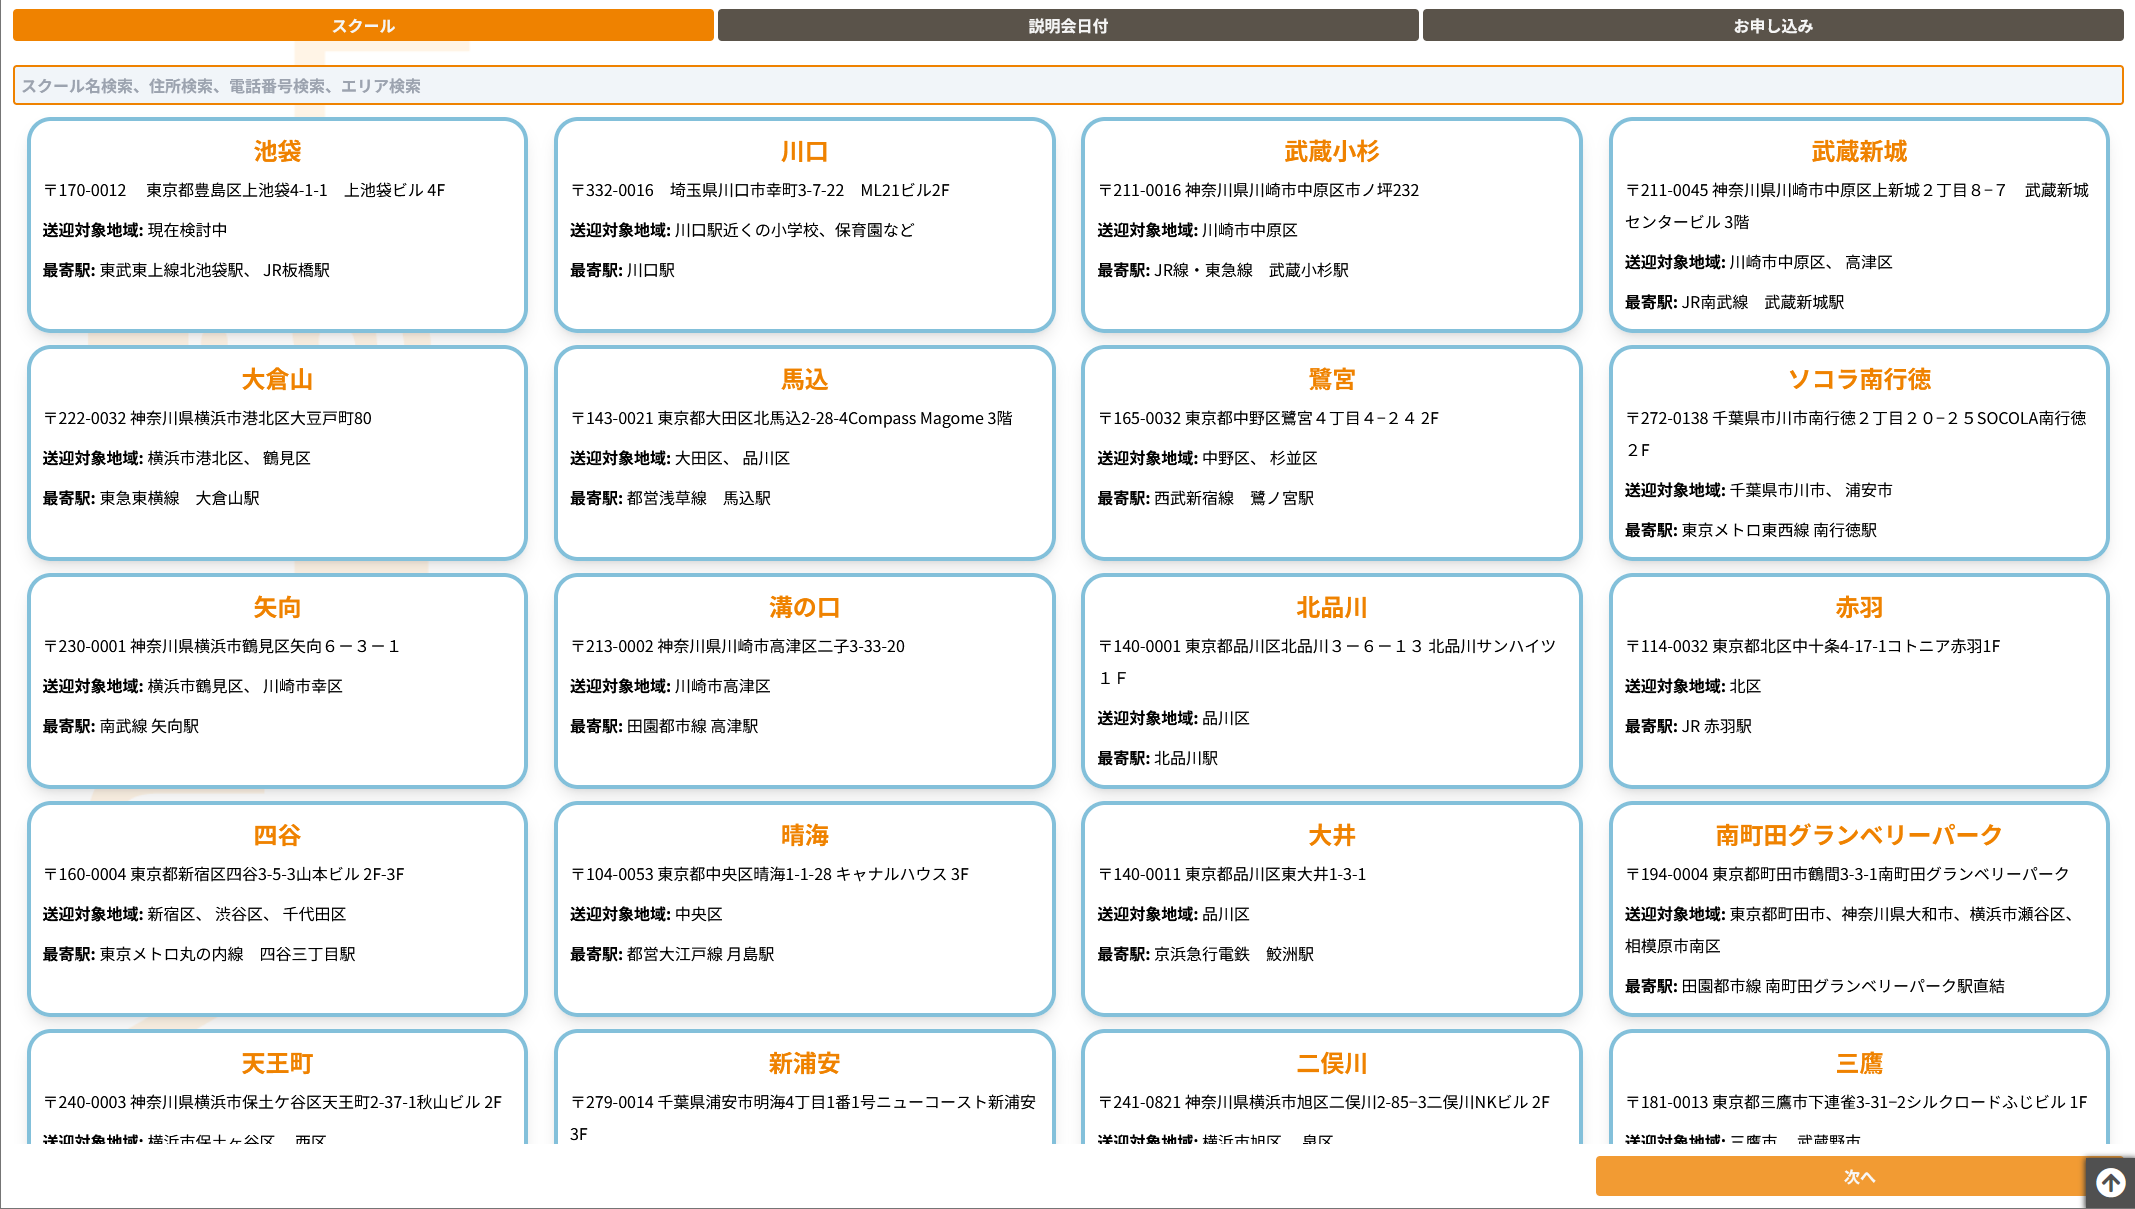 スクール
説明会日付
お申し込み
スクール名検索、住所検索、電話番号検索、エリア検索
池袋
〒170-0012　東京都豊島区上池袋4-1-1　上池袋ビル 4F
送迎対象地域: 現在検討中
最寄駅: 東武東上線北池袋駅、 JR板橋駅
川口
〒332-0016　埼玉県川口市幸町3-7-22　ML21ビル2F
送迎対象地域: 川口駅近くの小学校、保育園など
最寄駅: 川口駅
武蔵小杉
〒211-0016 神奈川県川崎市中原区市ノ坪232
送迎対象地域: 川崎市中原区
最寄駅: JR線・東急線　武蔵小杉駅
武蔵新城
〒211-0045 神奈川県川崎市中原区上新城２丁目８−７　武蔵新城
センタービル 3階
送迎対象地域: 川崎市中原区、 高津区
最寄駅: JR南武線　武蔵新城駅
大倉山
〒222-0032 神奈川県横浜市港北区大豆戸町80
送迎対象地域: 横浜市港北区、 鶴見区
最寄駅: 東急東横線　大倉山駅
馬込
〒143-0021 東京都大田区北馬込2-28-4Compass Magome 3階
送迎対象地域: 大田区、 品川区
最寄駅: 都営浅草線　馬込駅
鷺宮
〒165-0032 東京都中野区鷺宮４丁目４−２４ 2F
送迎対象地域: 中野区、 杉並区
最寄駅: 西武新宿線　鷺ノ宮駅
ソコラ南行徳
〒272-0138 千葉県市川市南行徳２丁目２０−２５SOCOLA南行徳
２F
送迎対象地域: 千葉県市川市、 浦安市
最寄駅: 東京メトロ東西線 南行徳駅
矢向
〒230-0001 神奈川県横浜市鶴見区矢向６－３－１
送迎対象地域: 横浜市鶴見区、 川崎市幸区
最寄駅: 南武線 矢向駅
溝の口
〒213-0002 神奈川県川崎市高津区二子3-33-20
送迎対象地域: 川崎市高津区
最寄駅: 田園都市線 高津駅
北品川
〒140-0001 東京都品川区北品川３－６－１３ 北品川サンハイツ
１Ｆ
送迎対象地域: 品川区
最寄駅: 北品川駅
赤羽
〒114-0032 東京都北区中十条4-17-1コトニア赤羽1F
送迎対象地域: 北区
最寄駅: JR 赤羽駅
四谷
〒160-0004 東京都新宿区四谷3-5-3山本ビル 2F-3F
送迎対象地域: 新宿区、 渋谷区、 千代田区
最寄駅: 東京メトロ丸の内線　四谷三丁目駅
晴海
〒104-0053 東京都中央区晴海1-1-28 キャナルハウス 3F
送迎対象地域: 中央区
最寄駅: 都営大江戸線 月島駅
大井
〒140-0011 東京都品川区東大井1-3-1
送迎対象地域: 品川区
最寄駅: 京浜急行電鉄　鮫洲駅
南町田グランベリーパーク
〒194-0004 東京都町田市鶴間3-3-1南町田グランベリーパーク
送迎対象地域: 東京都町田市、神奈川県大和市、横浜市瀬谷区、
相模原市南区
最寄駅: 田園都市線 南町田グランベリーパーク駅直結
天王町
〒240-0003 神奈川県横浜市保土ケ谷区天王町2-37-1秋山ビル 2F
送迎対象地域: 横浜市保土ヶ谷区、 西区
新浦安
〒279-0014 千葉県浦安市明海4丁目1番1号ニューコースト新浦安
3F
二俣川
〒241-0821 神奈川県横浜市旭区二俣川2-85−3二俣川NKビル 2F
送迎対象地域: 横浜市旭区、 泉区
三鷹
〒181-0013 東京都三鷹市下連雀3-31−2シルクロードふじビル 1F
送迎対象地域: 三鷹市、 武蔵野市
次へ